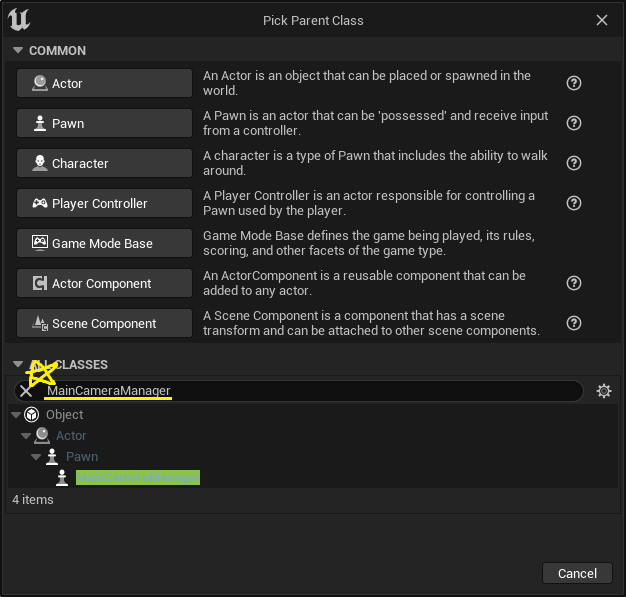 Pick Parent Class
COMMON
Actor
An Actor is an object that can be placed or spawned in the
world.
Pawn
A Pawn is an actor that can be 'possessed' and receive input
from a controller.
Character
A character is a type of Pawn that includes the ability to walk
around.
Player Controller
A Player Controller is an actor responsible for controlling a
Pawn used by the player.
Game Mode Base
Game Mode Base defines the game being played, its rules,
scoring, and other facets of the game type.
Actor Component
An ActorComponent is a reusable component that can be
added to any actor.
Scene Component
A Scene Component is a component that has a scene
transform and can be attached to other scene components.
ALL CLASSES
MainCameraManager
Object
Actor
Pawn
MainCameraManager
4 items
Cancel